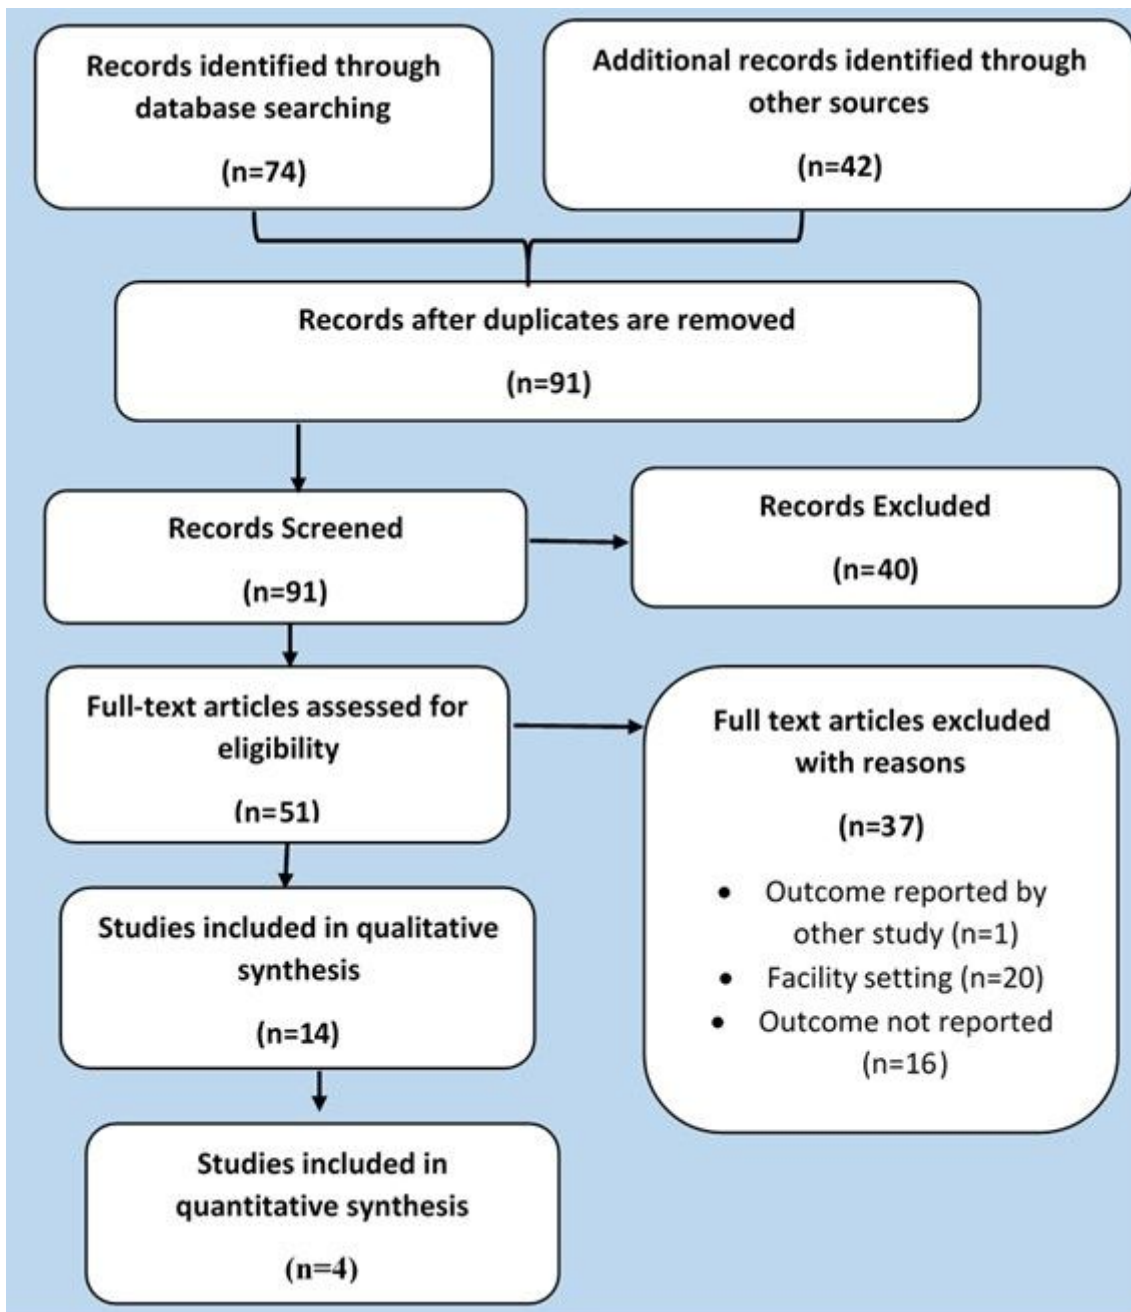 Records identified through
database searching
(n=74)
Additional records identified through
other sources
(n=42)
Records after duplicates are removed
(n=91)
Records Screened
(n=91)
Records Excluded
(n=40)
Full-text articles assessed for
eligibility
(n=51)
Full text articles excluded
with reasons
(n=37)
• Outcome reported by
other study (n=1)
• Facility setting (n=20)
• Outcome not reported
(n=16)
Studies included in qualitative
synthesis
(n=14)
Studies included in
quantitative synthesis
(n=4)